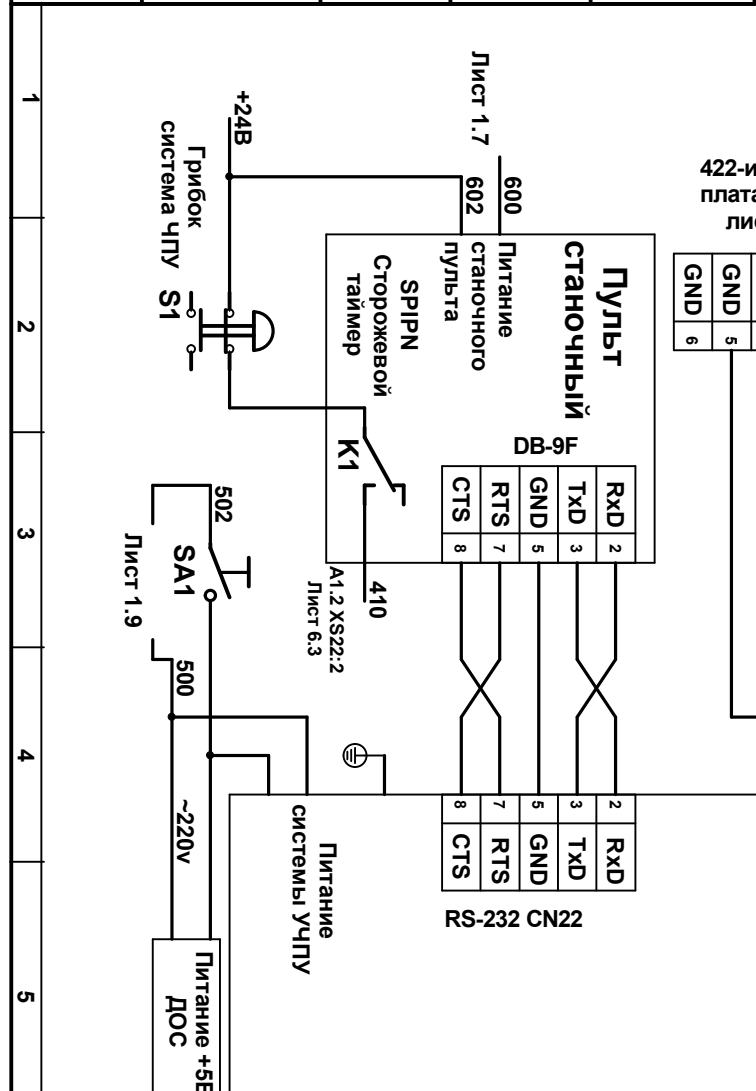 1
2
3
4
5
+24В
Грибок
система ЧПУ
S1
Лист 1.7
600
602
Питание
станочного
пульта
SPIPN
Сторожевой
таймер
Пульт
станочный
K1
410
A1.2 XS22:2
Лист 6.3
DB-9F
CTS 8
RTS 7
GND 5
TxD 3
RxD 2
GND 6
GND 5
502
SA1
Лист 1.9
500
~220v
8 CTS
7 RTS
5 GND
3 TxD
2 RxD
RS-232 CN22
Питание
системы УЧПУ
Питание
ДОС
плата